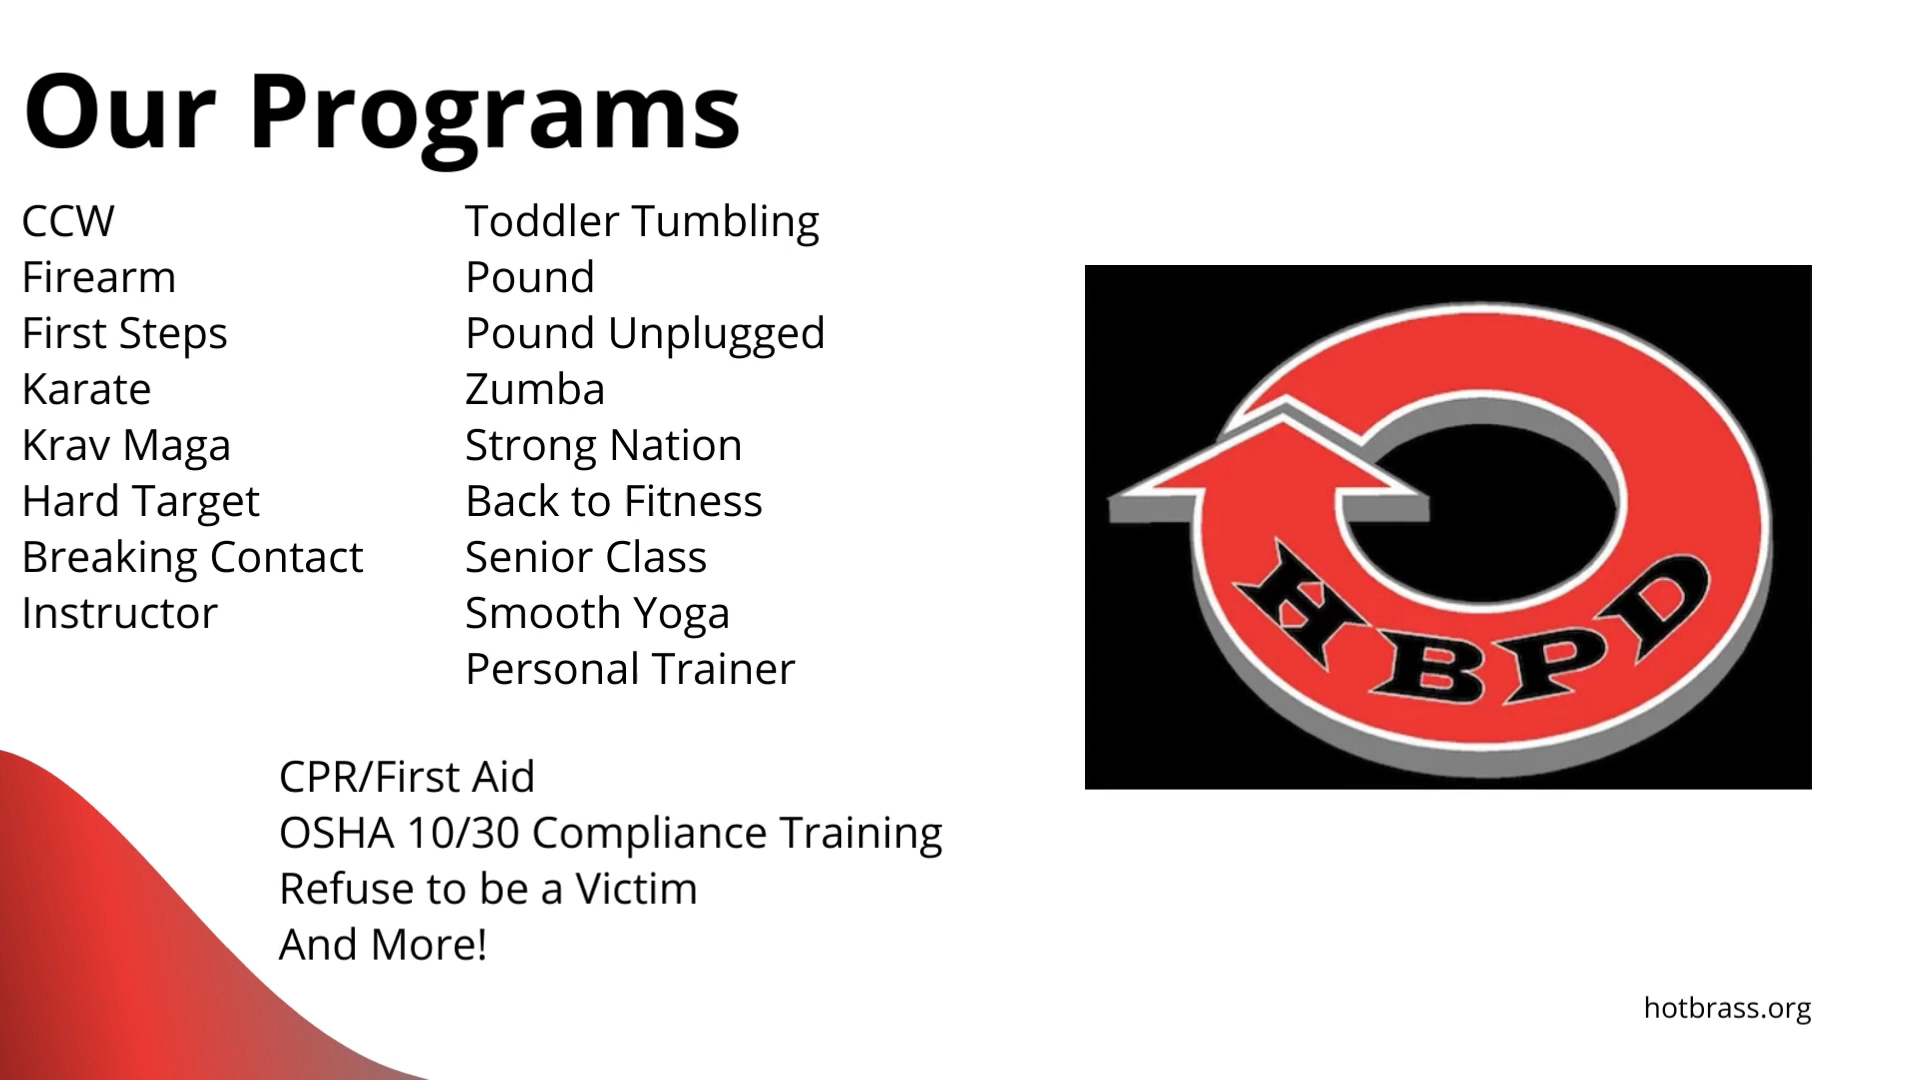 Our Programs
CCW
Firearm
First Steps
Karate
Krav Maga
Hard Target
Breaking Contact
Instructor
Toddler Tumbling
Pound
Pound Unplugged
Zumba
Strong Nation
Back to Fitness
Senior Class
Smooth Yoga
Personal Trainer
CPR/First Aid
OSHA 10/30 Compliance Training
Refuse to be a Victim
And More!
HBPD
hotbrass.org